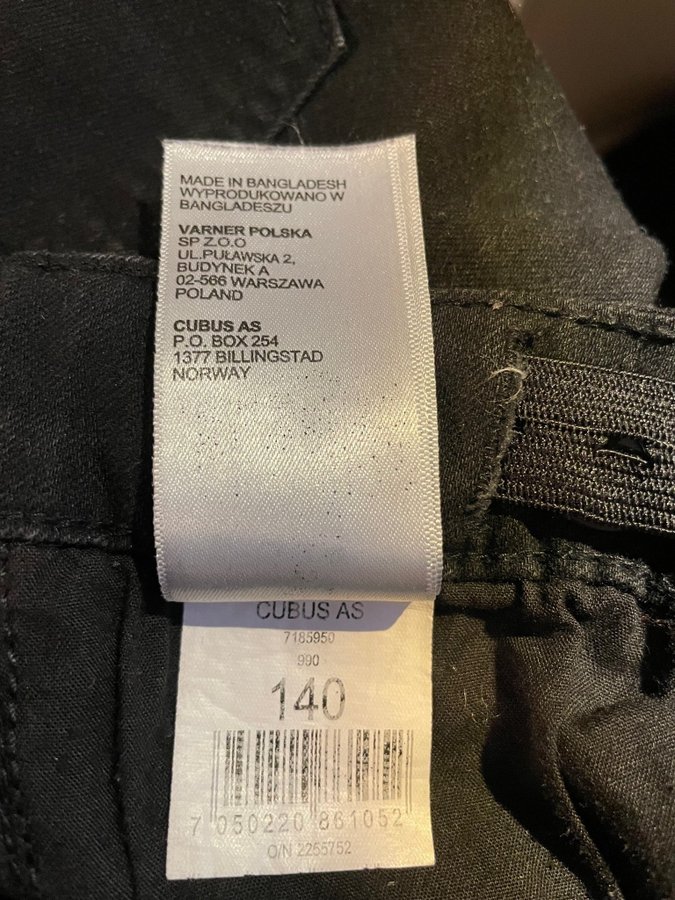 MADE IN BANGLADESH
WYPRODUKOWANO W
BANGLADESZU
VARNER POLSKA
SP.Z.O.O
UL.PUŁAWSKA 2,
BUDYNEK A
02-566 WARSZAWA
POLAND
CUBUS AS
P.O. BOX 254
1377 BILLINGSTAD
NORWAY
CUBUS AS
7185950
990
140
7 050220 861052
O/N 2255752